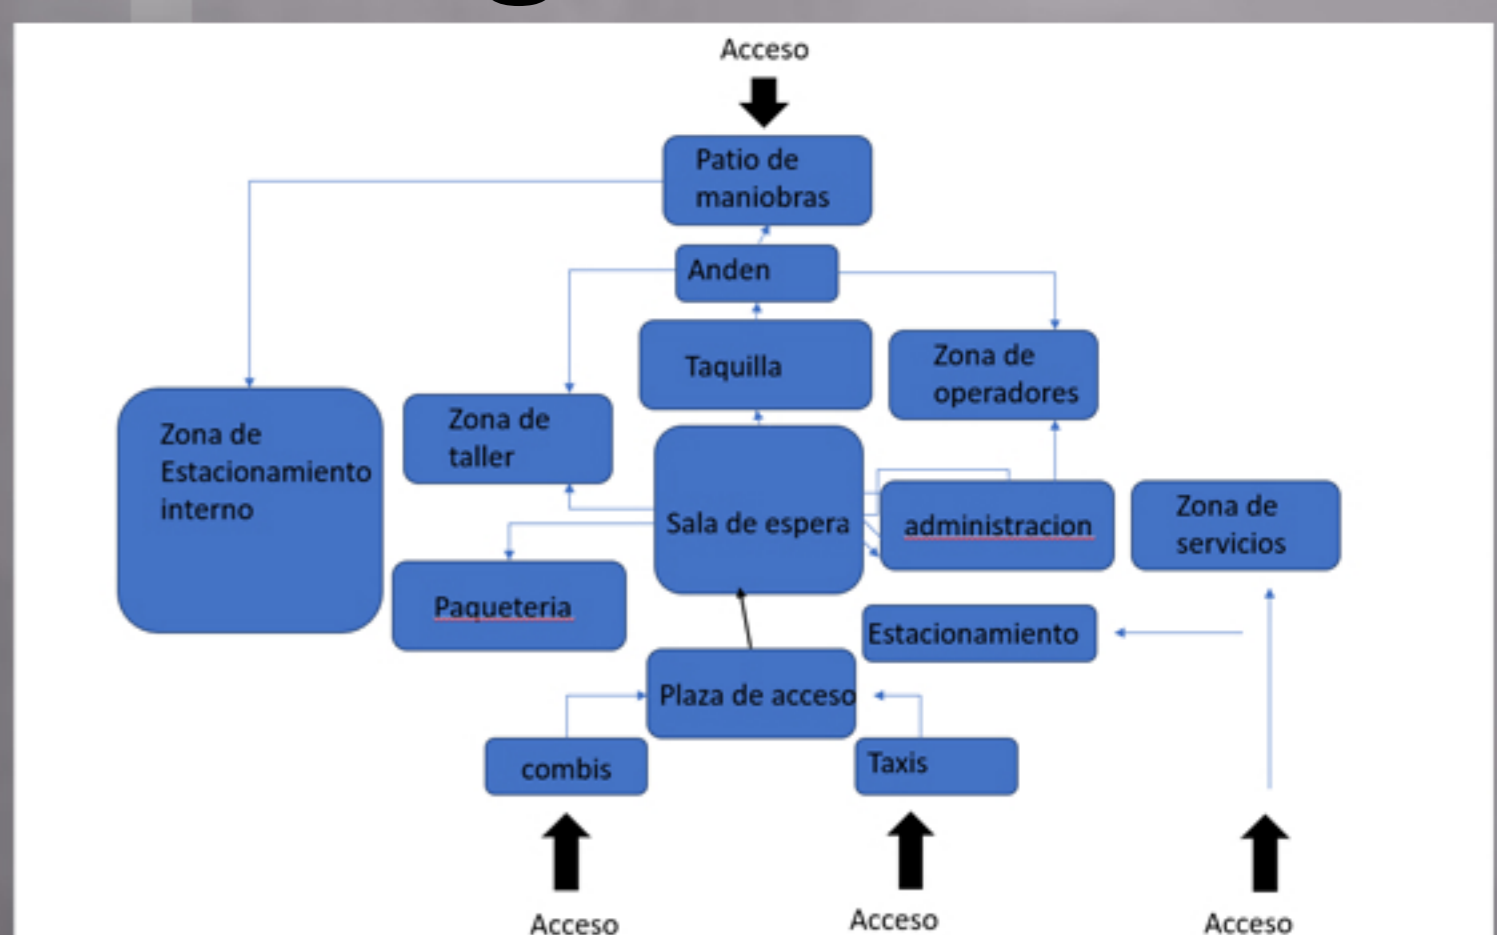 Acceso
Patio de
maniobras
Anden
Taquilla
Zona de
operadores
Zona de
taller
Zona de
Estacionamiento
interno
Sala de espera
administracion
Zona de
servicios
Paqueteria
Estacionamiento
Plaza de acceso
combis
Taxis
Acceso
Acceso
Acceso